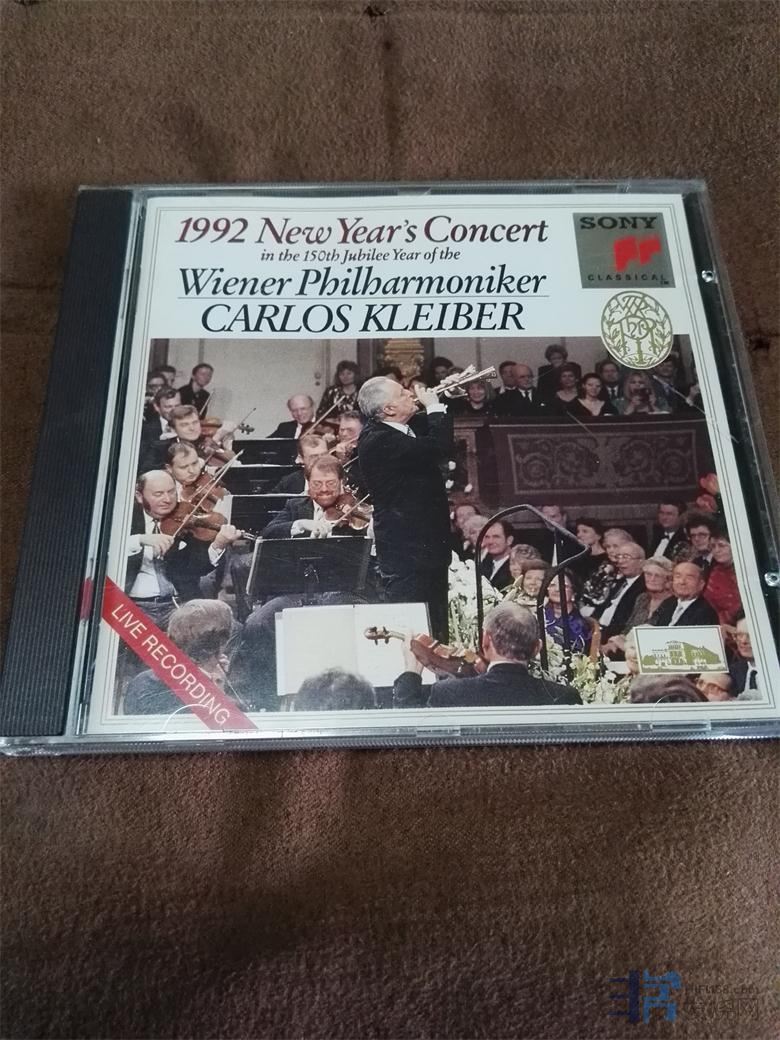 1992 New Year's Concert
in the 150th Jubilee Year of the
Wiener Philharmoniker
CARLOS KLEIBER
SONY
CLASSICAL
TM
LIVE RECORDING